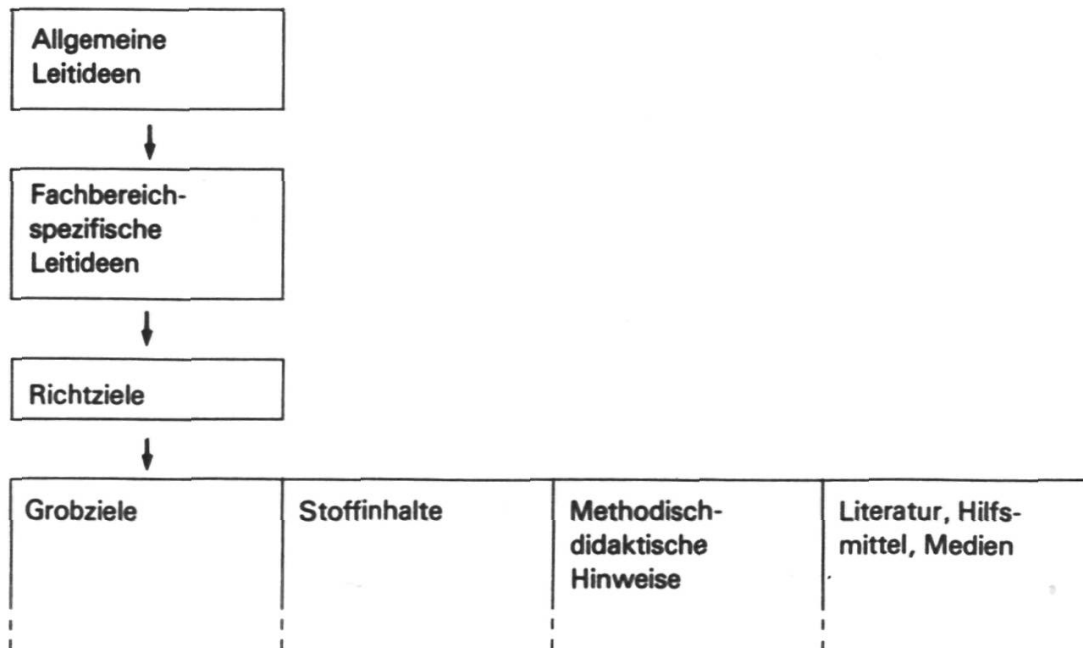 Allgemeine
Leitideen
Fachbereich-
spezifische
Leitideen
Richtziele
Grobziele
Stoffinhalte
Methodisch-
didaktische
Hinweise
Literatur, Hilfs-
mittel, Medien